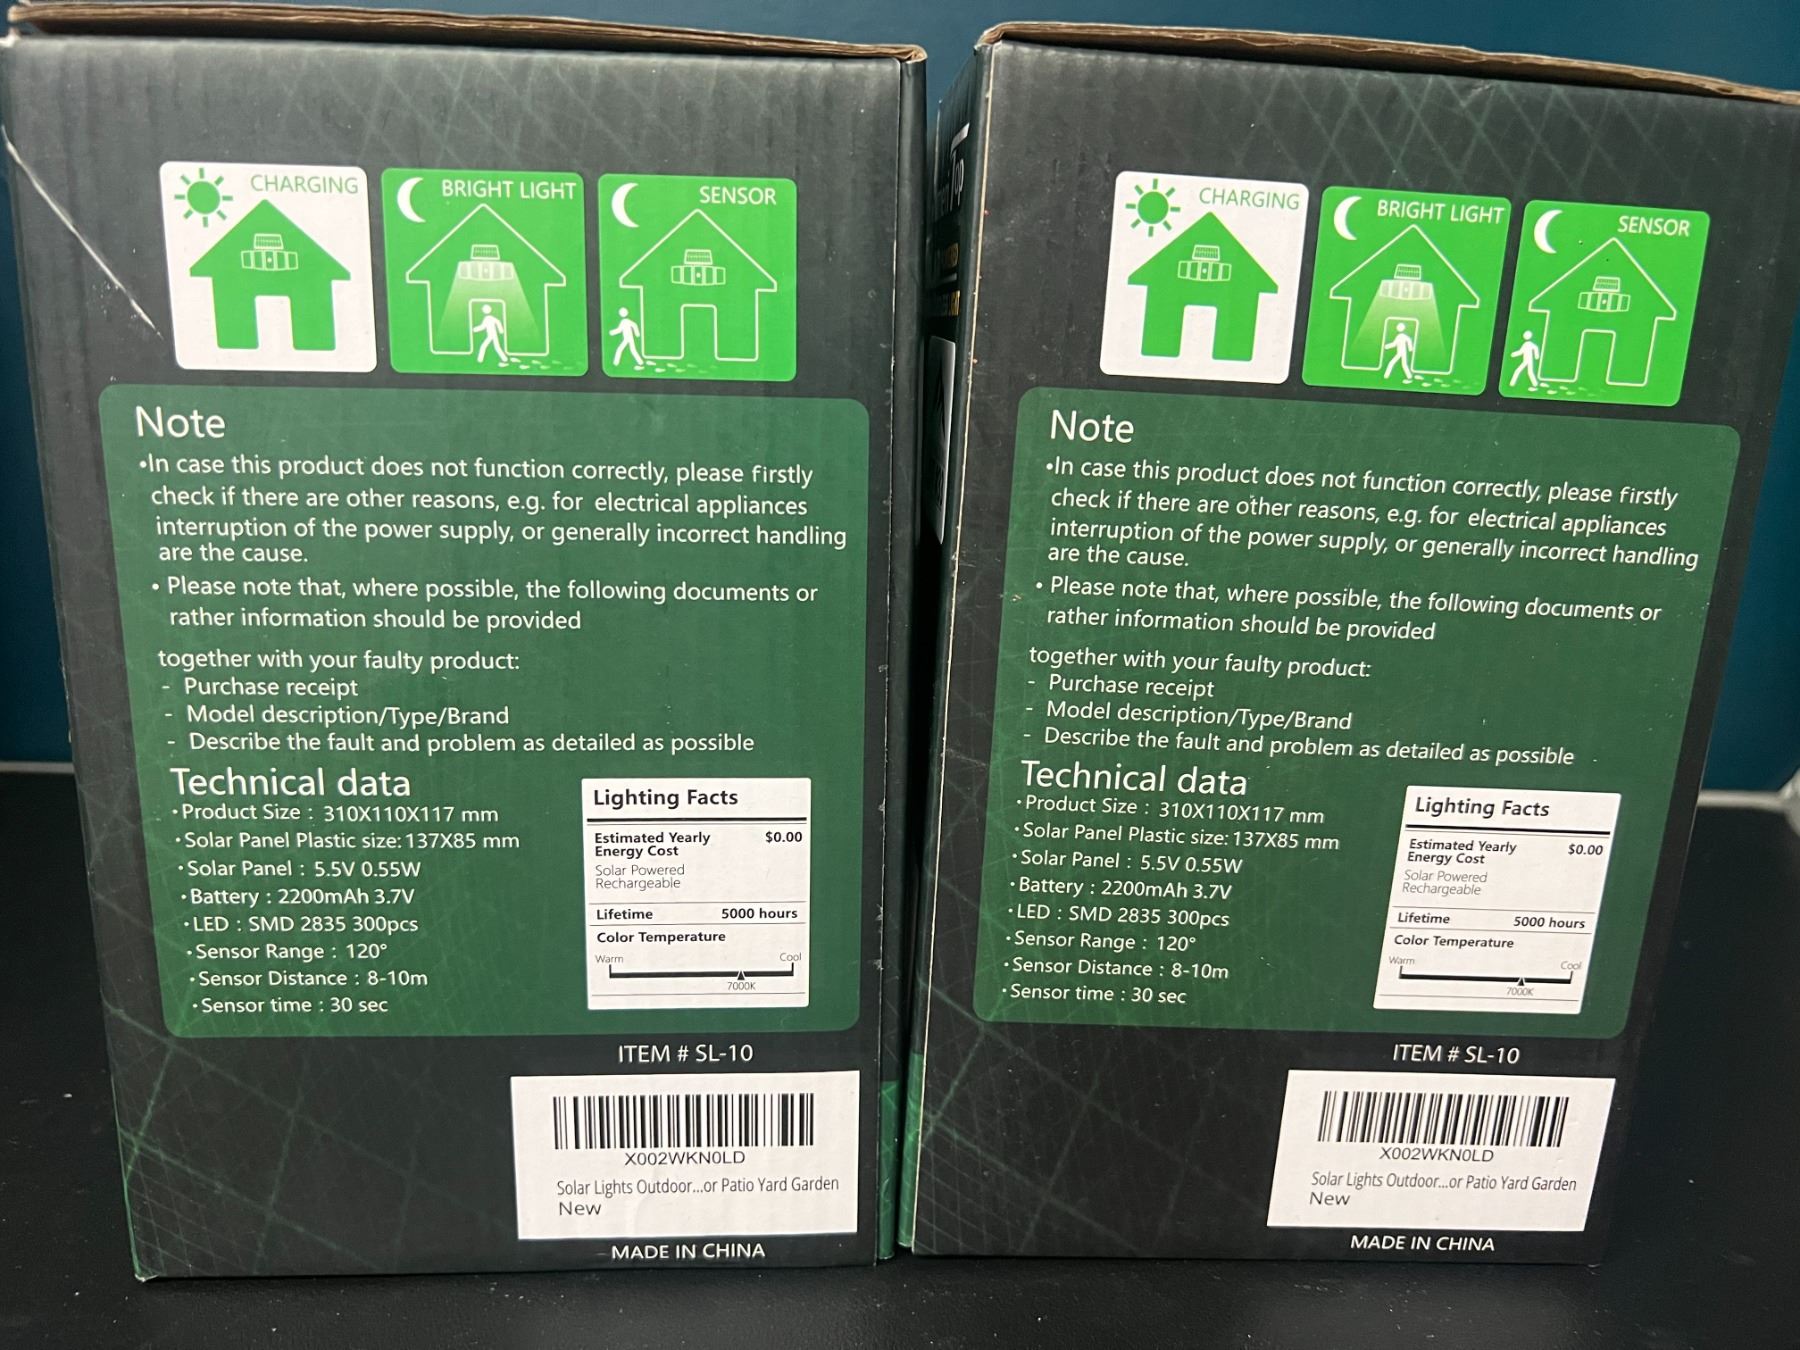 CHARGING
BRIGHT LIGHT
SENSOR
Note
•In case this product does not function correctly, please firstly
check if there are other reasons, e.g. for electrical appliances
interruption of the power supply, or generally incorrect handling
are the cause.
• Please note that, where possible, the following documents or
rather information should be provided
together with your faulty product:
- Purchase receipt
- Model description/Type/Brand
- Describe the fault and problem as detailed as possible
Technical data
•Product Size : 310X110X117 mm
•Solar Panel Plastic size:137X85 mm
•Solar Panel : 5.5V 0.55W
•Battery : 2200mAh 3.7V
•LED : SMD 2835 300pcs
•Sensor Range : 120°
•Sensor Distance : 8-10m
•Sensor time : 30 sec
Lighting Facts
Estimated Yearly $0.00
Energy Cost
Solar Powered
Rechargeable
Lifetime 5000 hours
Color Temperature
Warm Cool
7000K
ITEM # SL-10
X002WKN0LD
Solar Lights Outdoor...or Patio Yard Garden
New
MADE IN CHINA
Top
CHARGING
BRIGHT LIGHT
SENSOR
Note
•In case this product does not function correctly, please firstly
check if there are other reasons, e.g. for electrical appliances
interruption of the power supply, or generally incorrect handling
are the cause.
• Please note that, where possible, the following documents or
rather information should be provided
together with your faulty product:
- Purchase receipt
- Model description/Type/Brand
- Describe the fault and problem as detailed as possible
Technical data
•Product Size : 310X110X117 mm
•Solar Panel Plastic size:137X85 mm
•Solar Panel : 5.5V 0.55W
•Battery : 2200mAh 3.7V
•LED : SMD 2835 300pcs
•Sensor Range : 120°
•Sensor Distance : 8-10m
•Sensor time : 30 sec
Lighting Facts
Estimated Yearly $0.00
Energy Cost
Solar Powered
Rechargeable
Lifetime 5000 hours
Color Temperature
Warm Cool
7000K
ITEM # SL-10
X002WKN0LD
Solar Lights Outdoor...or Patio Yard Garden
New
MADE IN CHINA